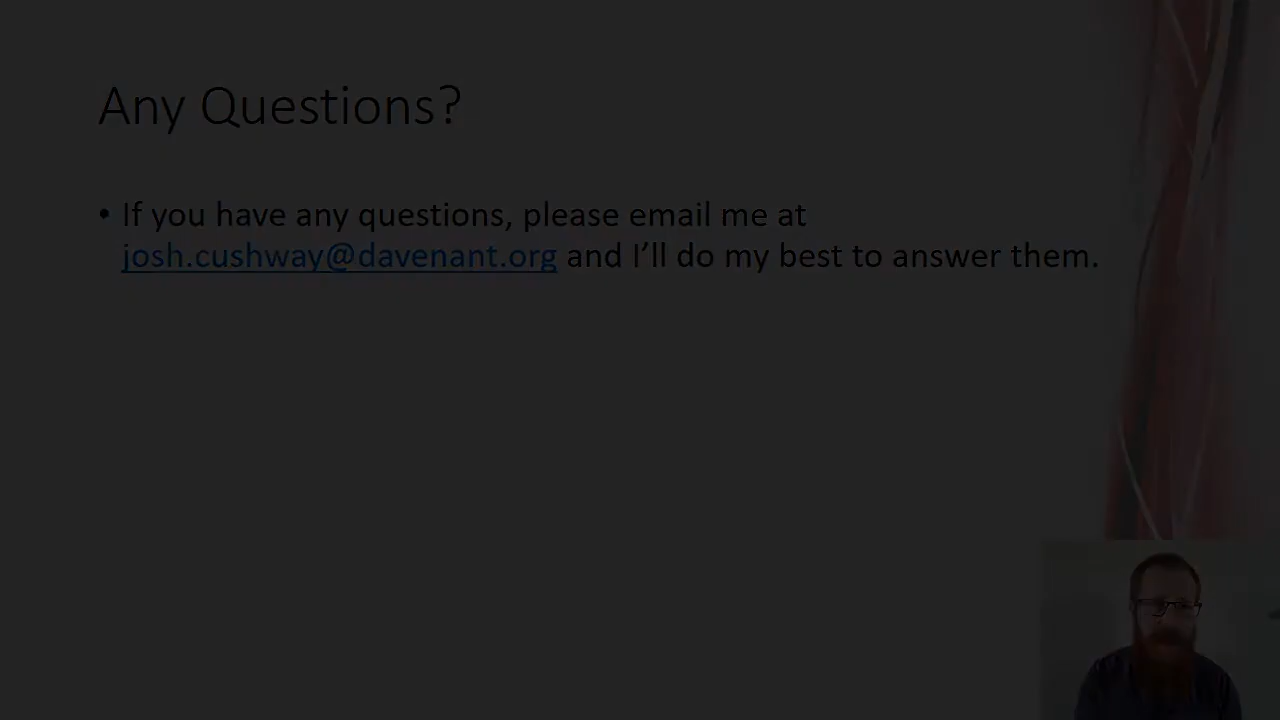 Any Questions?
• If you have any questions, please email me at
josh.cushway@davenant.org and I’ll do my best to answer them.